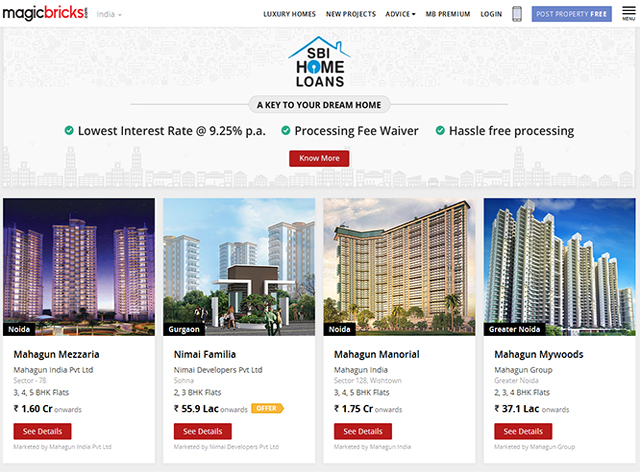 magicbricks.com
India
LUXURY HOMES
NEW PROJECTS
ADVICE
MB PREMIUM
LOGIN
POST PROPERTY FREE
MENU
SBI
HOME
LOANS
A KEY TO YOUR DREAM HOME
Lowest Interest Rate @ 9.25% p.a.
Processing Fee Waiver
Hassle free processing
Know More
Noida
Mahagun Mezzaria
Mahagun India Pvt Ltd
Sector - 78
3, 4, 5 BHK Flats
₹ 1.60 Cr onwards
See Details
Marketed by Mahagun India Pvt Ltd
Gurgaon
Nimai Familia
Nimai Developers Pvt Ltd
Sohna
2, 3 BHK Flats
₹ 55.9 Lac onwards OFFER
See Details
Marketed by Nimai Developers Pvt Ltd
Noida
Mahagun Manorial
Mahagun India
Sector 128, Wishtown
3, 4, 5 BHK Flats
₹ 1.75 Cr onwards
See Details
Marketed by Mahagun India
Greater Noida
Mahagun Mywoods
Mahagun Group
Greater Noida
2, 3, 4 BHK Flats
₹ 37.1 Lac onwards
See Details
Marketed by Mahagun Group